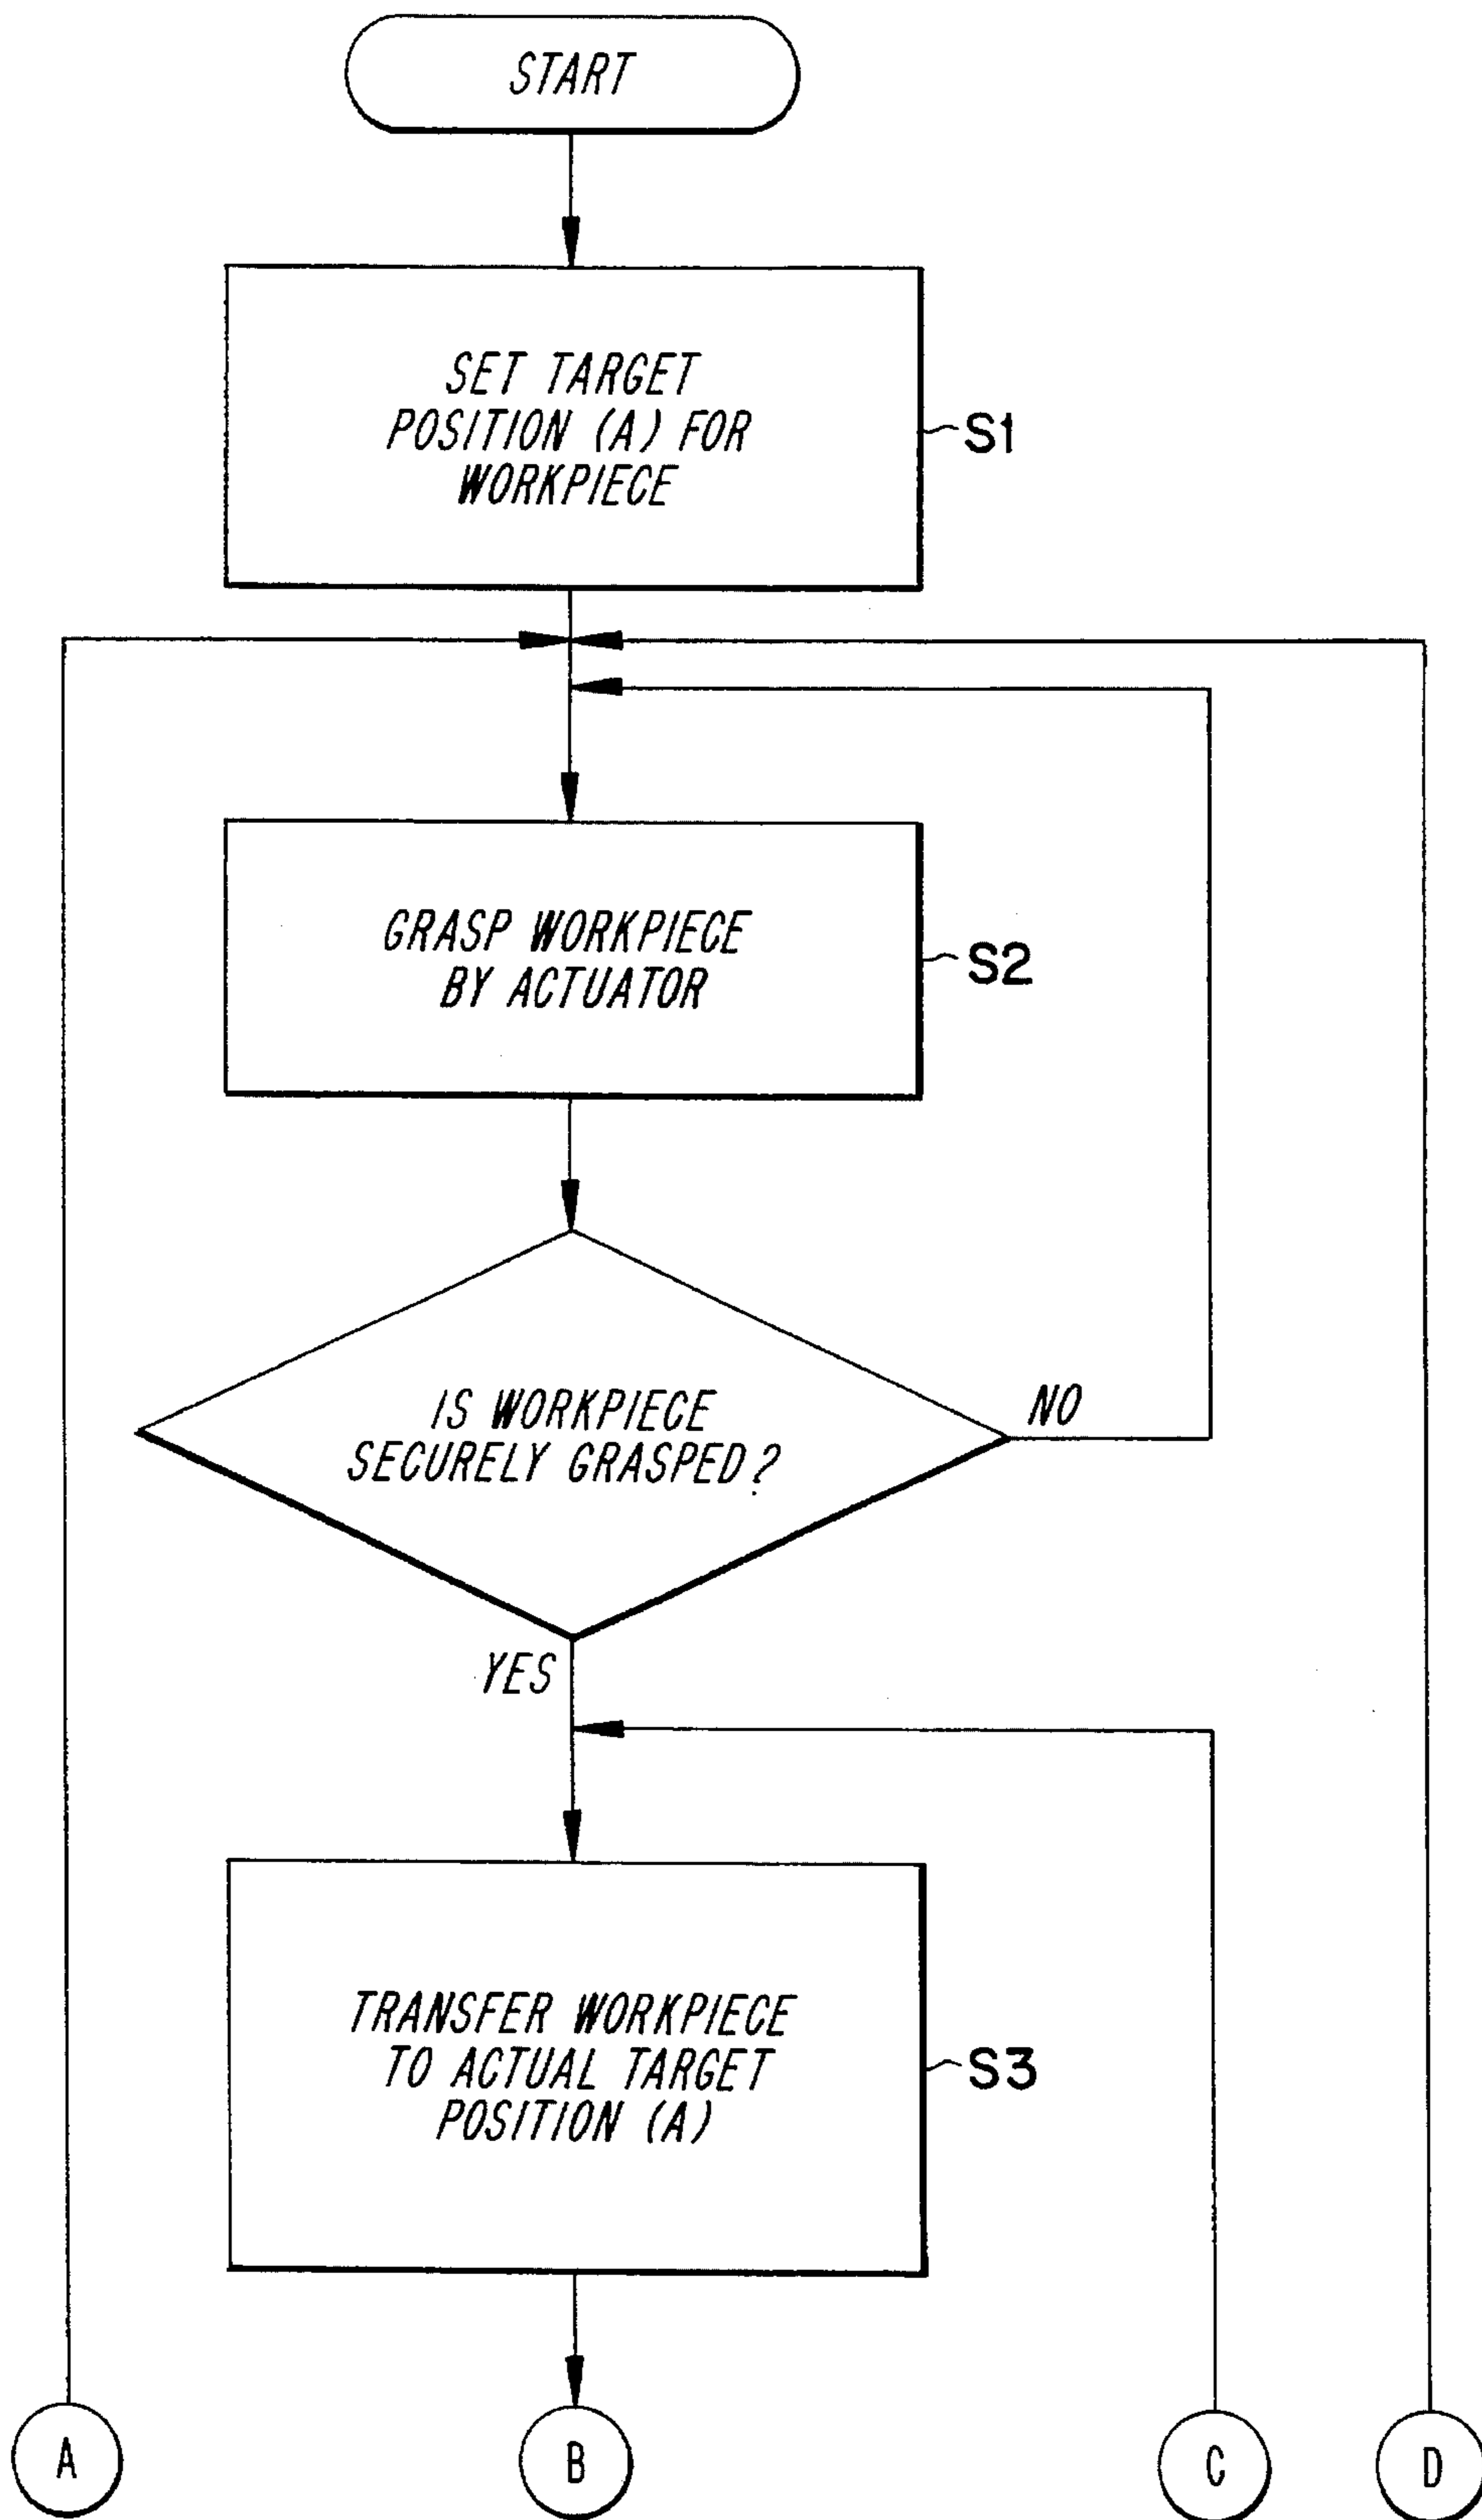 START
SET TARGET
POSITION (A) FOR
WORKPIECE
S1
GRASP WORKPIECE
BY ACTUATOR
S2
IS WORKPIECE
SECURELY GRASPED?
NO
YES
TRANSFER WORKPIECE
TO ACTUAL TARGET
POSITION (A)
S3
A
B
C
D